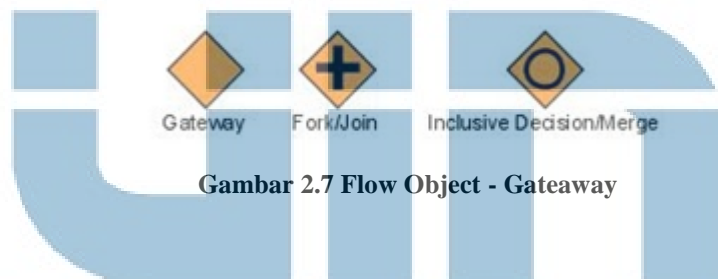 Gateway Fork/Join Inclusive Decision/Merge
Gambar 2.7 Flow Object - Gateaway